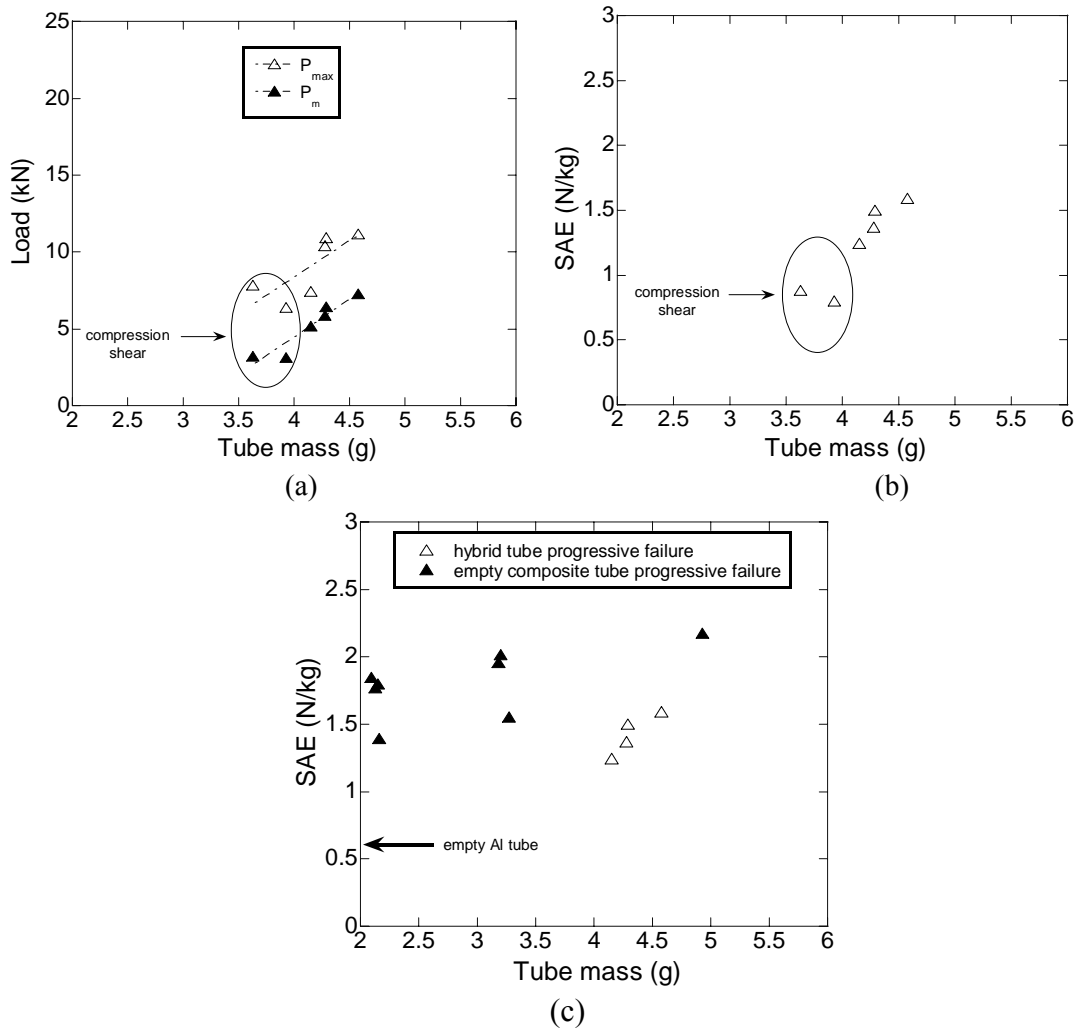 25
20
15
10
5
0
Load (kN)
P max
P m
compression
shear
2 2.5 3 3.5 4 4.5 5 5.5 6
Tube mass (g)
(a)
3
2.5
2
1.5
1
0.5
0
SAE (N/kg)
compression
shear
2 2.5 3 3.5 4 4.5 5 5.5 6
Tube mass (g)
(b)
3
2.5
2
1.5
1
0.5
0
SAE (N/kg)
hybrid tube progressive failure
empty composite tube progressive failure
empty Al tube
2 2.5 3 3.5 4 4.5 5 5.5 6
Tube mass (g)
(c)